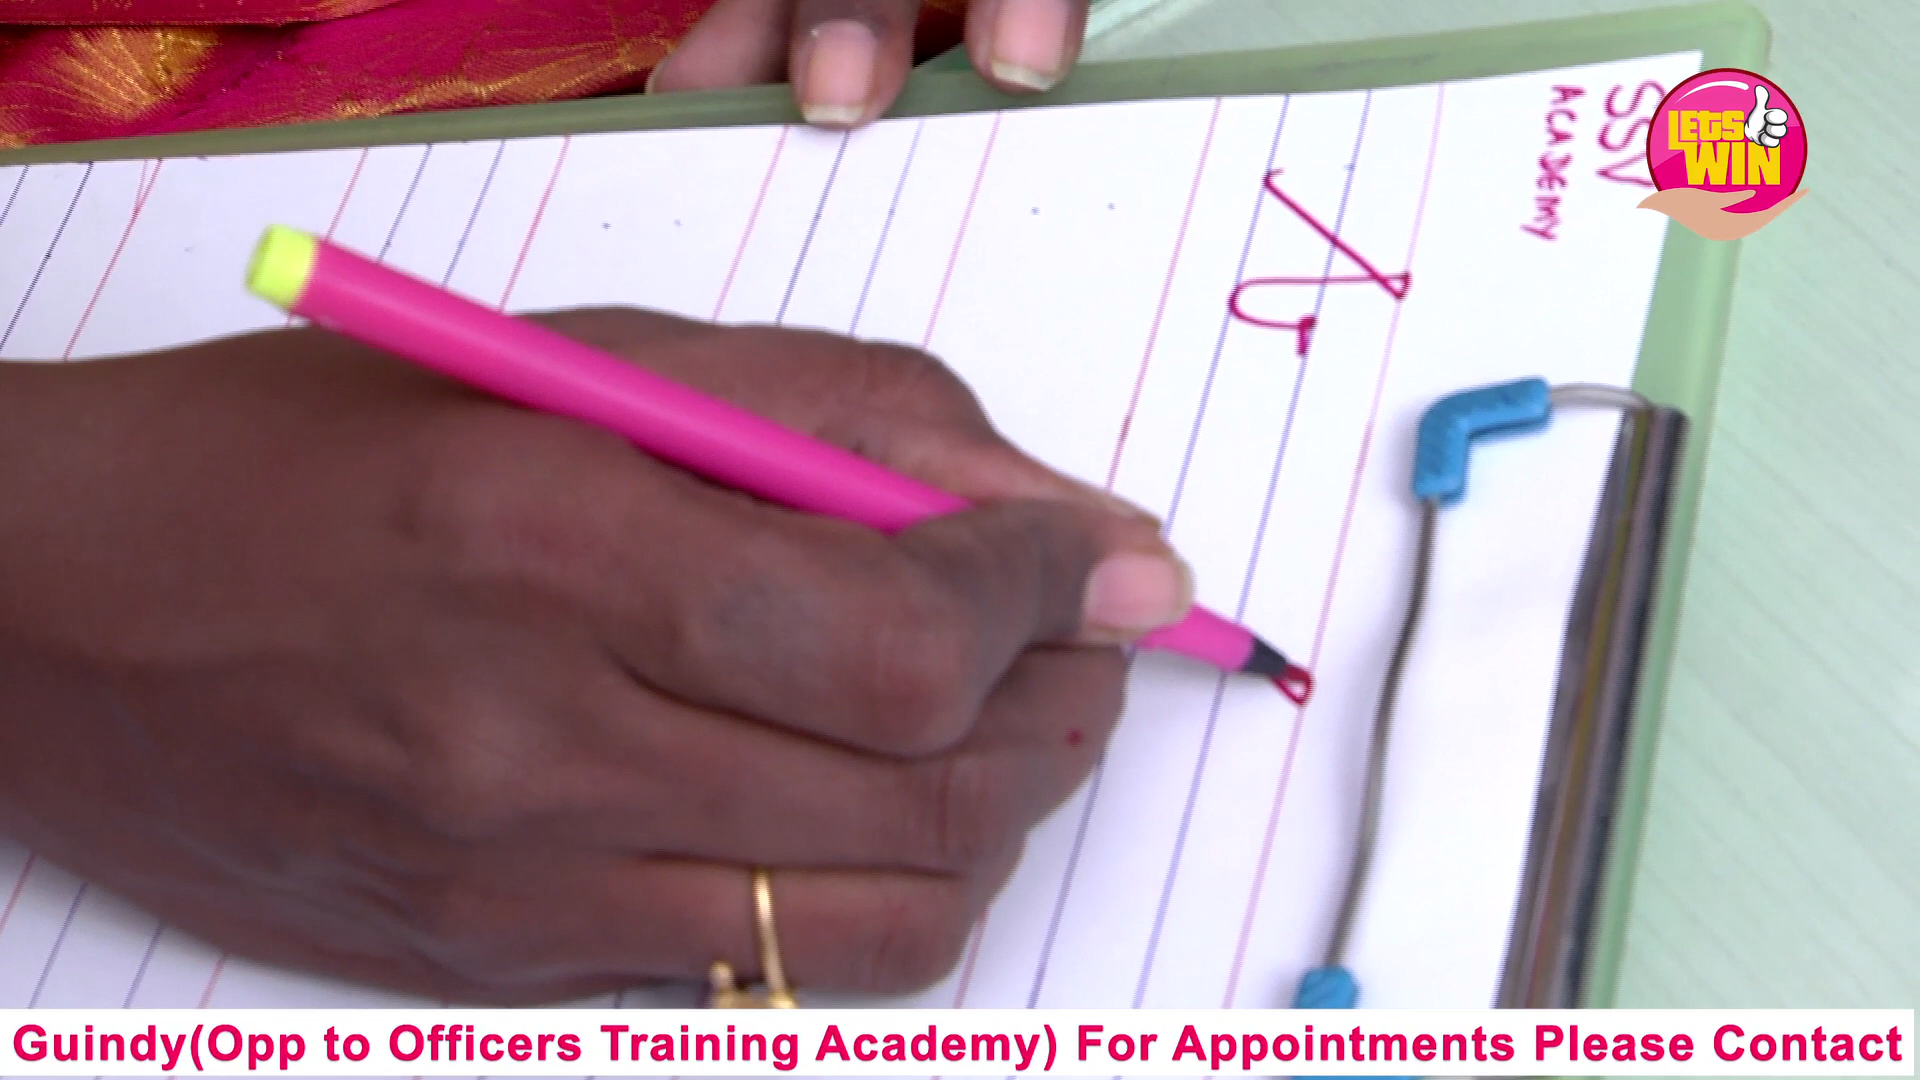 SSV
ACADEMY
LETS
WIN
Guindy(Opp to Officers Training Academy) For Appointments Please Contact